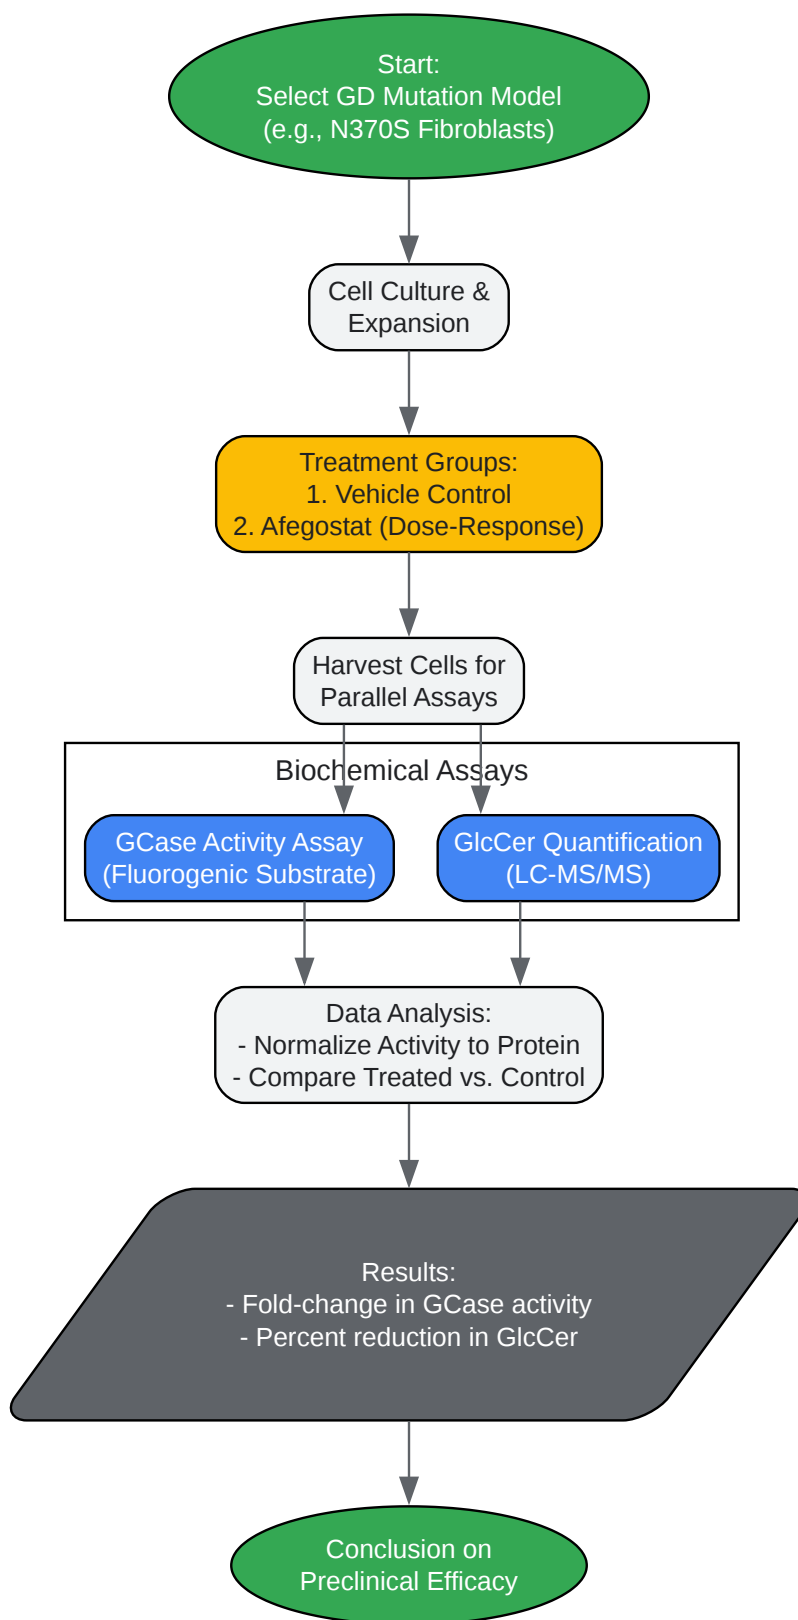 Start:
Select GD Mutation Model
(e.g., N370S Fibroblasts)
Cell Culture &
Expansion
Treatment Groups:
1. Vehicle Control
2. Afegostat (Dose-Response)
Harvest Cells for
Parallel Assays
Biochemical Assays
GCase Activity Assay
(Fluorogenic Substrate)
GlcCer Quantification
(LC-MS/MS)
Data Analysis:
- Normalize Activity to Protein
- Compare Treated vs. Control
Results:
- Fold-change in GCase activity
- Percent reduction in GlcCer
Conclusion on
Preclinical Efficacy